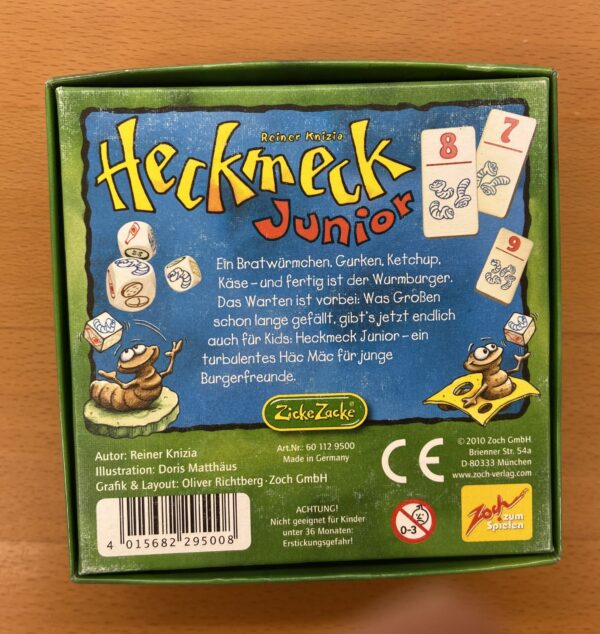 Reiner Knizia
Heckmeck
Junior
8
7
9
Ein Bratwürmchen, Gurken, Ketchup,
Käse – und fertig ist der Wurmburger.
Das Warten ist vorbei: Was Großen
schon lange gefällt, gibt's jetzt endlich
auch für Kids: Heckmeck Junior – ein
turbulentes Häc Mäc für junge
Burgerfreunde.
ZickeZacke®
Autor: Reiner Knizia
Illustration: Doris Matthäus
Grafik & Layout: Oliver Richtberg · Zoch GmbH
Art.Nr.: 60 112 9500
Made in Germany
CE
© 2010 Zoch GmbH
Brienner Str. 54a
D-80333 München
www.zoch-verlag.com
4 015682 295008
ACHTUNG!
Nicht geeignet für Kinder
unter 36 Monaten:
Erstickungsgefahr!
0-3
Zoch
zum
Spielen